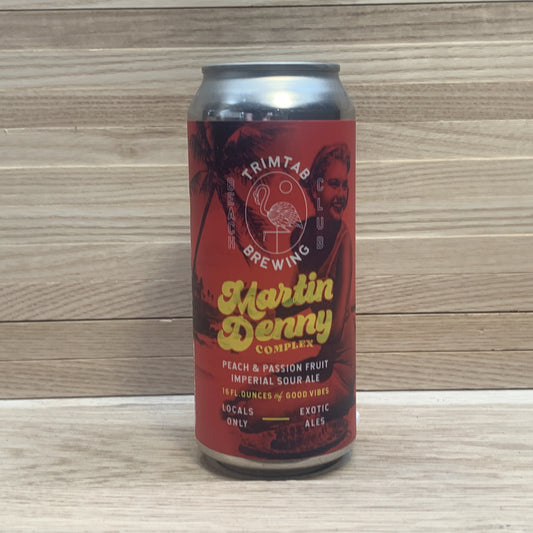 TRIMTAB
BEACH CLUB
BREWING
Martin
Denny
COMPLEX
PEACH & PASSION FRUIT
IMPERIAL SOUR ALE
16 FL. OUNCES of GOOD VIBES
LOCALS ONLY
EXOTIC ALES